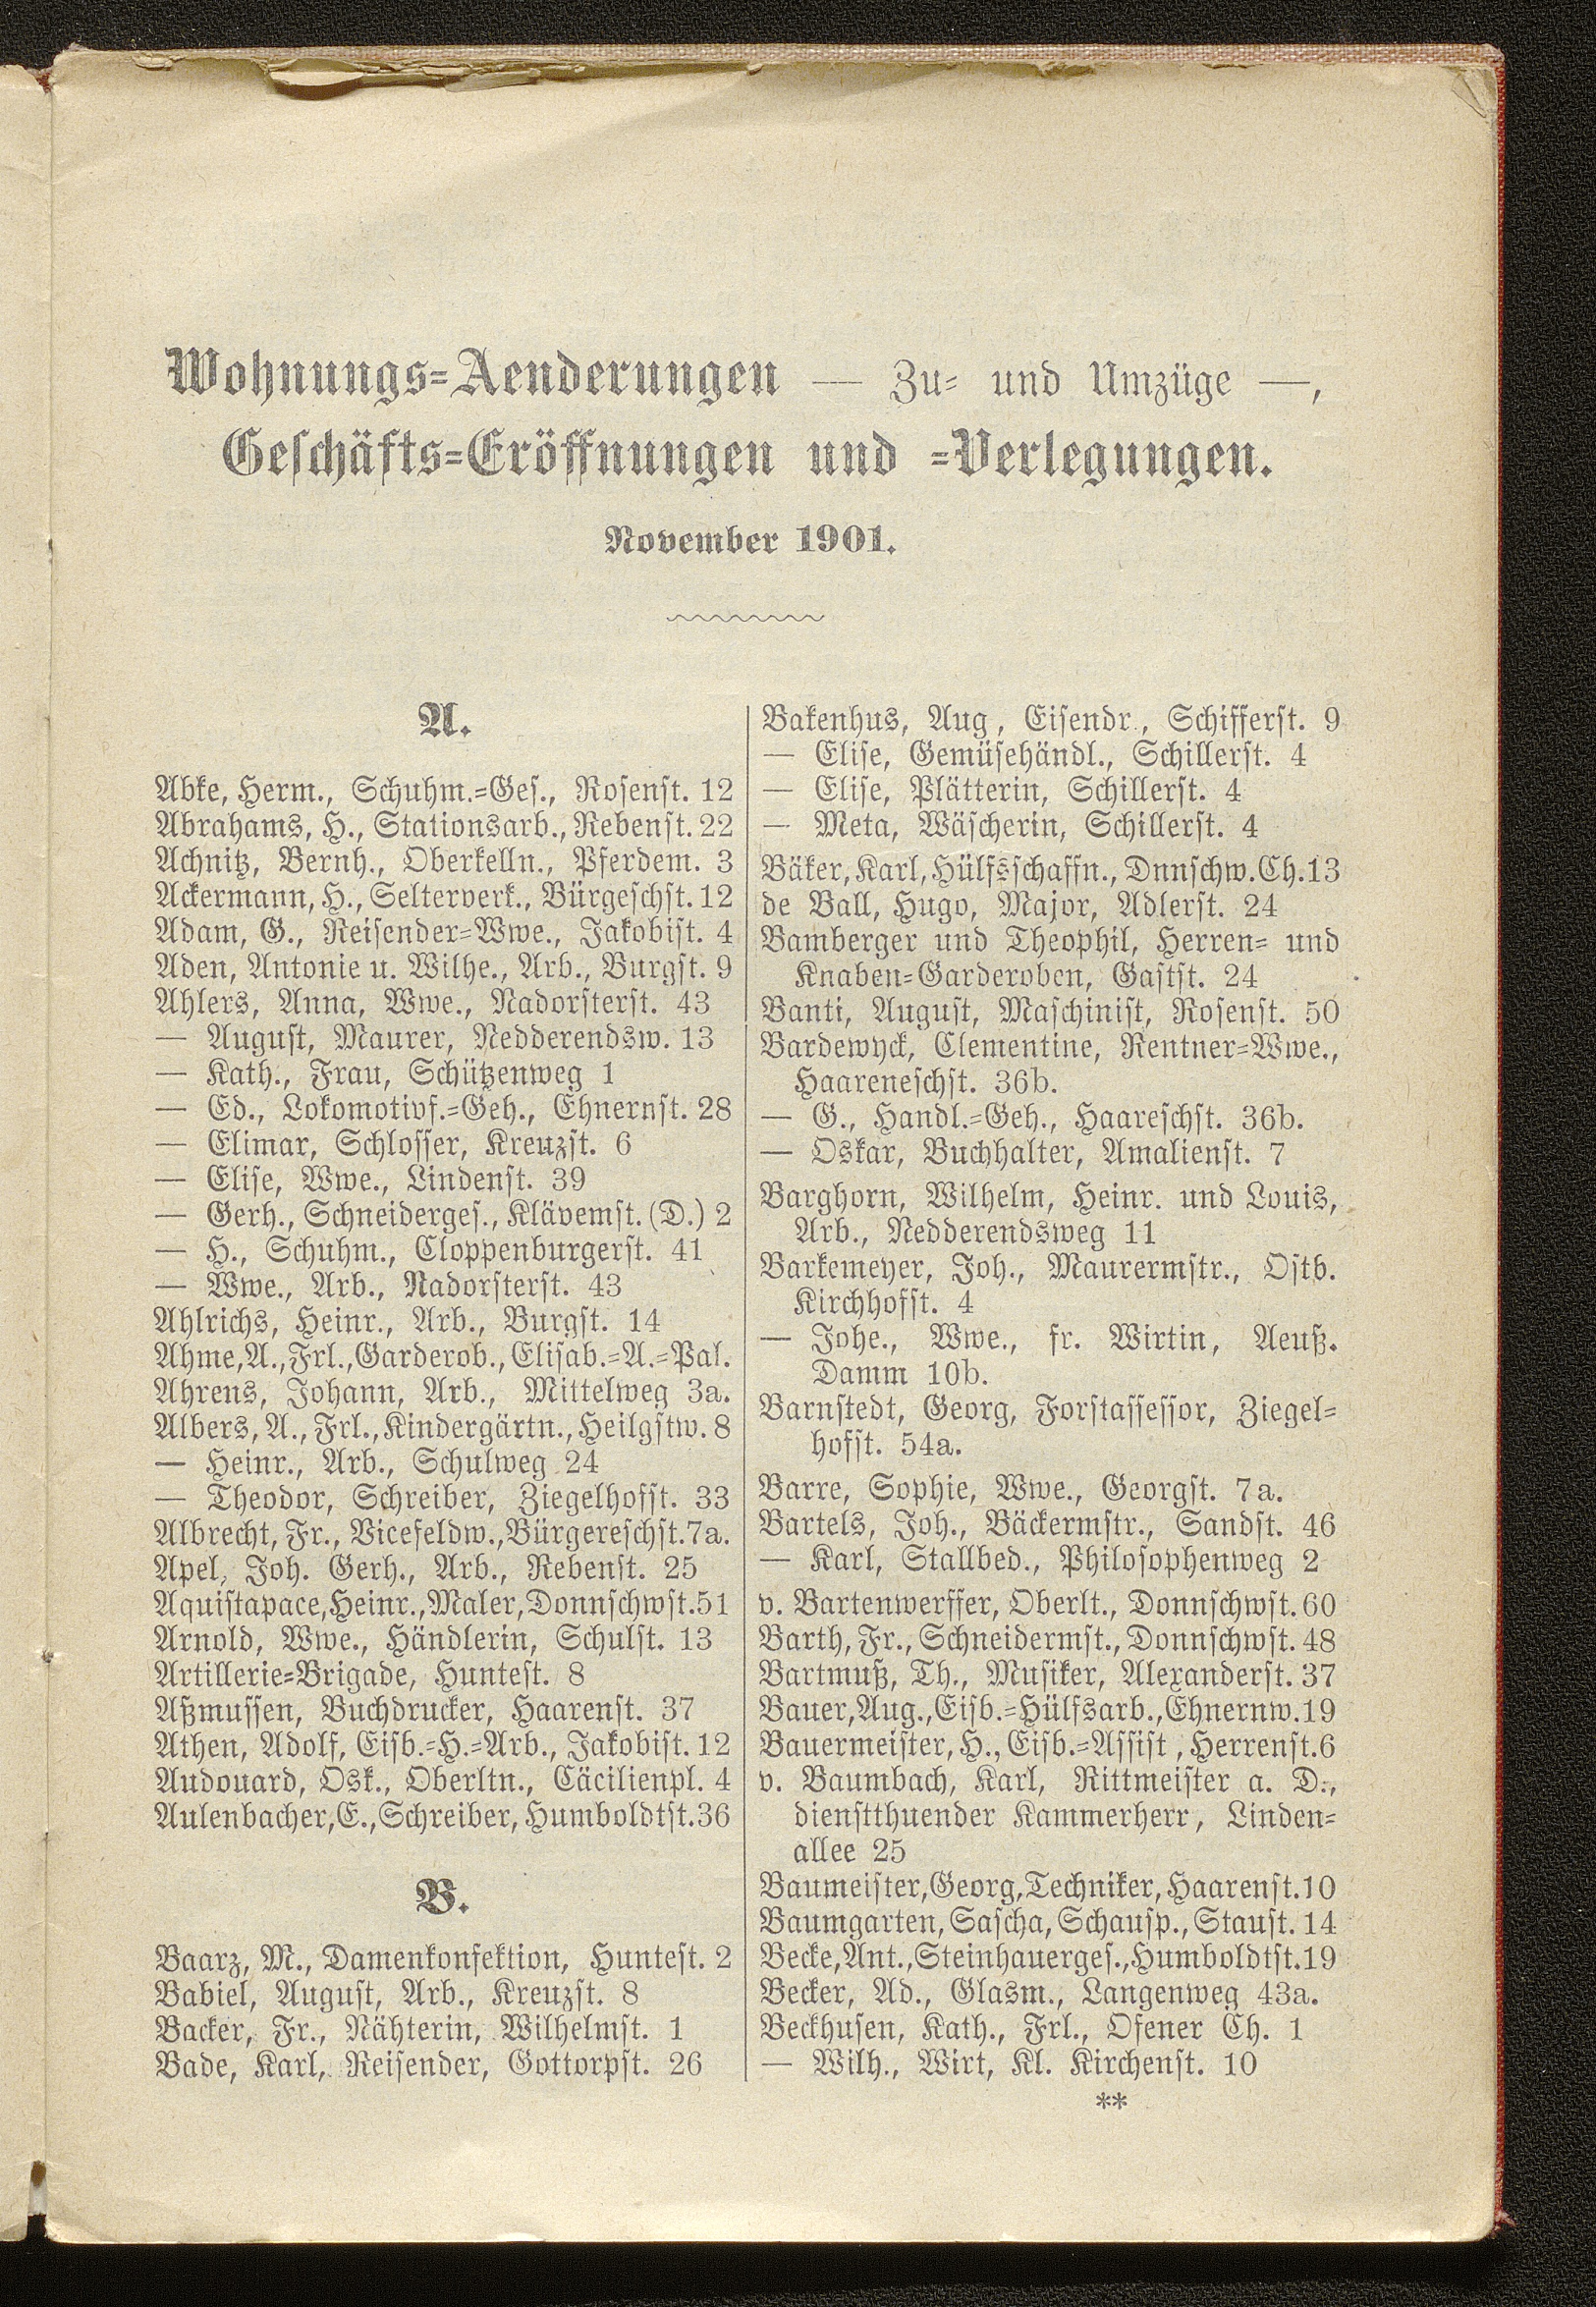 Wohnungs-Aenderungen — Zu- und Umzüge —,
Geschäfts-Eröffnungen und -Verlegungen.
November 1901.
A.
Abke, Herm., Schuhm.-Ges., Rosenst. 12
Abrahams, H., Stationsarb., Rebenst. 22
Achnitz, Bernh., Oberkelln., Pferdem. 3
Ackermann, H., Selterverk., Bürgeschst. 12
Adam, G., Reisender-Wwe., Jakobist. 4
Aden, Antonie u. Wilhe., Arb., Burgst. 9
Ahlers, Anna, Wwe., Nadorsterst. 43
— August, Maurer, Nedderendsw. 13
— Kath., Frau, Schützenweg 1
— Ed., Lokomotivf.-Geh., Ehnernst. 28
— Elimar, Schlosser, Kreuzst. 6
— Elise, Wwe., Lindenst. 39
— Gerh., Schneiderges., Klävemst. (D.) 2
— H., Schuhm., Cloppenburgerst. 41
— Wwe., Arb., Nadorsterst. 43
Ahlrichs, Heinr., Arb., Burgst. 14
Ahme, A., Frl., Garderob., Elisab.-A.-Pal.
Ahrens, Johann, Arb., Mittelweg 3a.
Albers, A., Frl., Kindergärtn., Heilgstw. 8
— Heinr., Arb., Schulweg 24
— Theodor, Schreiber, Ziegelhofst. 33
Albrecht, Fr., Vicefeldw., Bürgereschst. 7a.
Apel, Joh. Gerh., Arb., Rebenst. 25
Aquistapace, Heinr., Maler, Donnschwst. 51
Arnold, Wwe., Händlerin, Schulst. 13
Artillerie-Brigade, Huntest. 8
Aßmussen, Buchdrucker, Haarenst. 37
Athen, Adolf, Eisb.-H.-Arb., Jakobist. 12
Audouard, Osk., Oberltn., Cäcilienpl. 4
Aulenbacher, E., Schreiber, Humboldtst. 36
B.
Baarz, M., Damenkonfektion, Huntest. 2
Babiel, August, Arb., Kreuzst. 8
Backer, Fr., Nähterin, Wilhelmst. 1
Bade, Karl, Reisender, Gottorpst. 26
Bakenhus, Aug, Eisendr., Schifferst. 9
— Elise, Gemüsehändl., Schillerst. 4
— Elise, Plätterin, Schillerst. 4
— Meta, Wäscherin, Schillerst. 4
Bäker, Karl, Hülfsschaffn., Dnnschw. Ch. 13
de Ball, Hugo, Major, Adlerst. 24
Bamberger und Theophil, Herren- und
Knaben-Garderoben, Gastst. 24
Banti, August, Maschinist, Rosenst. 50
Bardewyck, Clementine, Rentner-Wwe.,
Haareneschst. 36b.
— G., Handl.-Geh., Haareschst. 36b.
— Oskar, Buchhalter, Amalienst. 7
Barghorn, Wilhelm, Heinr. und Louis,
Arb., Nedderendsweg 11
Barkemeyer, Joh., Maurermstr., Ostb.
Kirchhofst. 4
— Johe., Wwe., fr. Wirtin, Aeuß.
Damm 10b.
Barnstedt, Georg, Forstassessor, Ziegel-
hofst. 54a.
Barre, Sophie, Wwe., Georgst. 7a.
Bartels, Joh., Bäckermstr., Sandst. 46
— Karl, Stallbed., Philosophenweg 2
v. Bartenwerffer, Oberlt., Donnschwst. 60
Barth, Fr., Schneidermst., Donnschwst. 48
Bartmuß, Th., Musiker, Alexanderst. 37
Bauer, Aug., Eisb.-Hülfsarb., Ehnernw. 19
Bauermeister, H., Eisb.-Assist, Herrenst. 6
v. Baumbach, Karl, Rittmeister a. D.,
dienstthuender Kammerherr, Linden-
allee 25
Baumeister, Georg, Techniker, Haarenst. 10
Baumgarten, Sascha, Schausp., Staust. 14
Becke, Ant., Steinhauerges., Humboldtst. 19
Becker, Ad., Glasm., Langenweg 43a.
Beckhusen, Kath., Frl., Ofener Ch. 1
— Wilh., Wirt, Kl. Kirchenst. 10
**